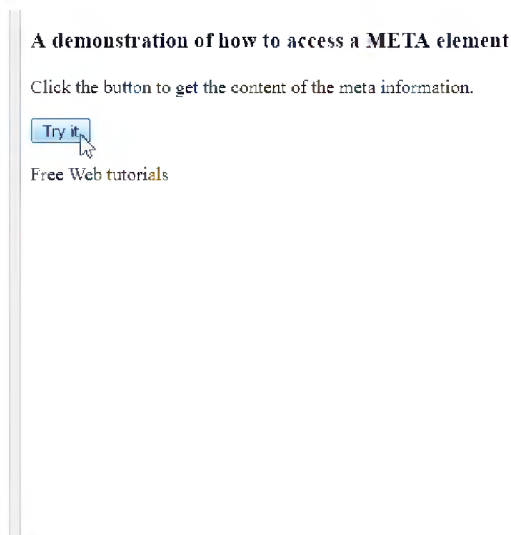 A demonstration of how to access a META element
Click the button to get the content of the meta information.
Try it
Free Web tutorials